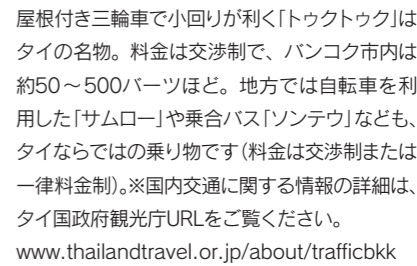 屋根付き三輪車で小回りが利く「トゥクトゥク」は
タイの名物。料金は交渉制で、バンコク市内は
約50～500バーツほど。地方では自転車を利
用した「サムロー」や乗合バス「ソンテウ」なども、
タイならではの乗り物です(料金は交渉制または
一律料金制)。※国内交通に関する情報の詳細は、
タイ国政府観光庁URLをご覧ください。
www.thailandtravel.or.jp/about/trafficbkk